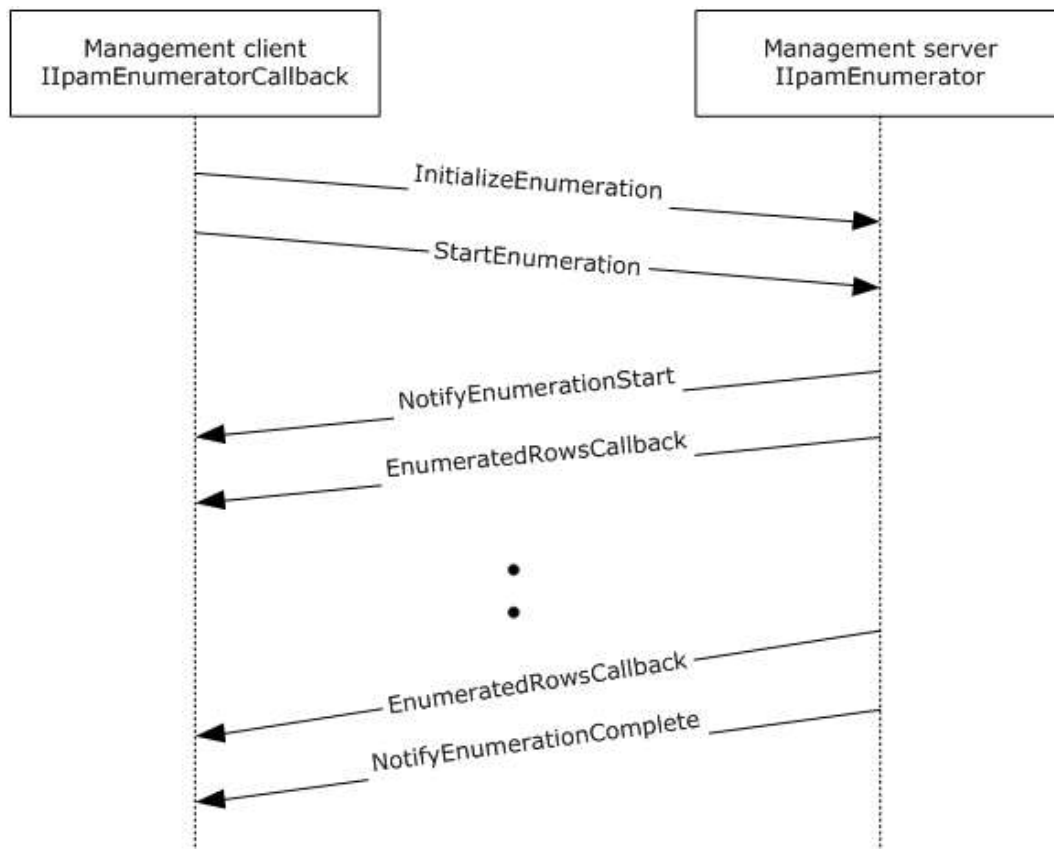 Management client
IIpamEnumeratorCallback
Management server
IIpamEnumerator
InitializeEnumeration
StartEnumeration
NotifyEnumerationStart
EnumeratedRowsCallback
EnumeratedRowsCallback
NotifyEnumerationComplete